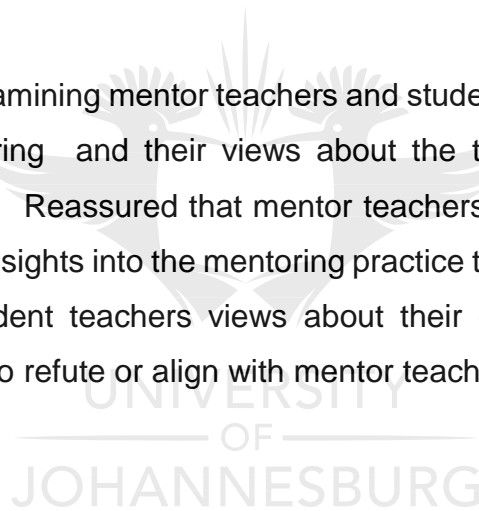 amining mentor teachers and stude
ring and their views about the t
Reassured that mentor teachers
sights into the mentoring practice t
dent teachers views about their
o refute or align with mentor teach
UNIVERSITY
OF
JOHANNESBURG